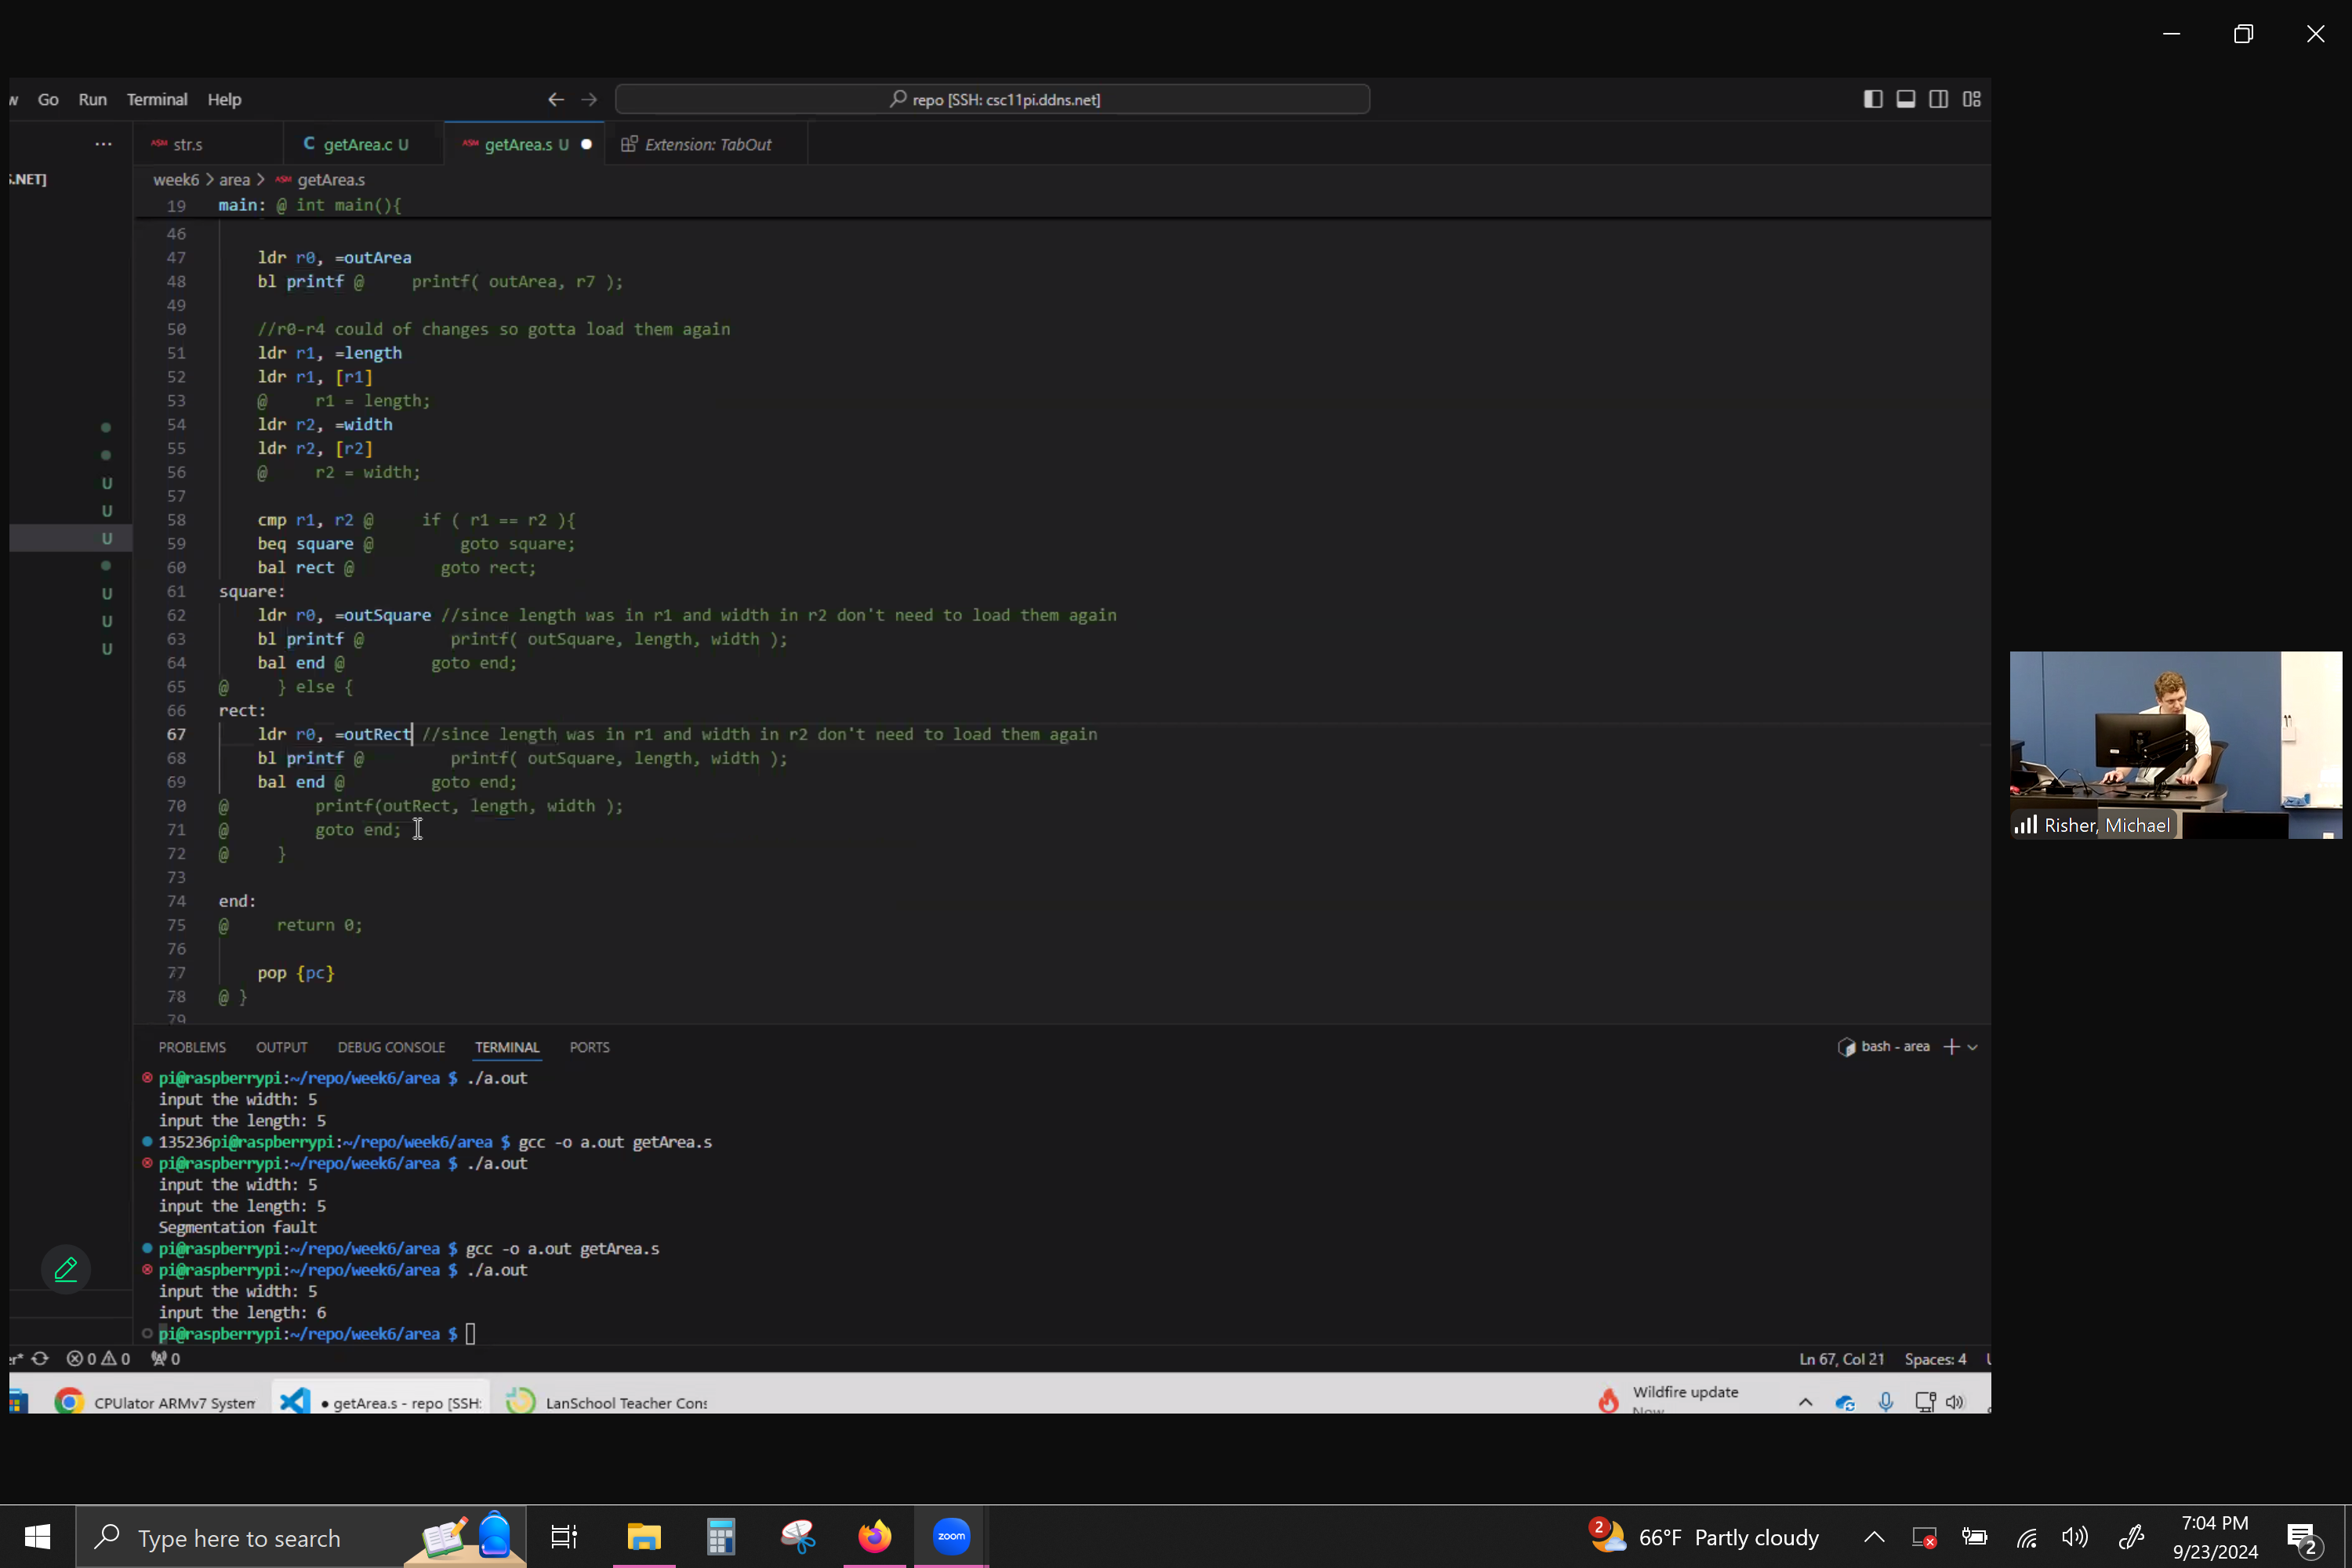 w Go Run Terminal Help repo [SSH: csc11pi.ddns.net]
... ASM str.s C getArea.c U ASM getArea.s U Extension: TabOut
S.NET] week6 > area > ASM getArea.s
19 main: @ int main(){
46
47 ldr r0, =outArea
48 bl printf @ printf( outArea, r7 );
49
50 //r0-r4 could of changes so gotta load them again
51 ldr r1, =length
52 ldr r1, [r1]
53 @ r1 = length;
54 ldr r2, =width
55 ldr r2, [r2]
56 @ r2 = width;
57
58 cmp r1, r2 @ if ( r1 == r2 ){
59 beq square @ goto square;
60 bal rect @ goto rect;
61 square:
62 ldr r0, =outSquare //since length was in r1 and width in r2 don't need to load them again
63 bl printf @ printf( outSquare, length, width );
64 bal end @ goto end;
65 @ } else {
66 rect:
67 ldr r0, =outRect //since length was in r1 and width in r2 don't need to load them again
68 bl printf @ printf( outSquare, length, width );
69 bal end @ goto end;
70 @ printf(outRect, length, width );
71 @ goto end;
72 @ }
73
74 end:
75 @ return 0;
76
77 pop {pc}
78 @ }
79
U
U
U
U
U
U
PROBLEMS OUTPUT DEBUG CONSOLE TERMINAL PORTS bash - area
pi@raspberrypi:~/repo/week6/area $ ./a.out
input the width: 5
input the length: 5
135236pi@raspberrypi:~/repo/week6/area $ gcc -o a.out getArea.s
pi@raspberrypi:~/repo/week6/area $ ./a.out
input the width: 5
input the length: 5
Segmentation fault
pi@raspberrypi:~/repo/week6/area $ gcc -o a.out getArea.s
pi@raspberrypi:~/repo/week6/area $ ./a.out
input the width: 5
input the length: 6
pi@raspberrypi:~/repo/week6/area $
er* 0 0 0 Ln 67, Col 21 Spaces: 4
CPUlator ARMv7 System getArea.s - repo [SSH: LanSchool Teacher Cons Wildfire update
Now
Risher, Michael
Type here to search zoom 2 66°F Partly cloudy 7:04 PM
9/23/2024 2